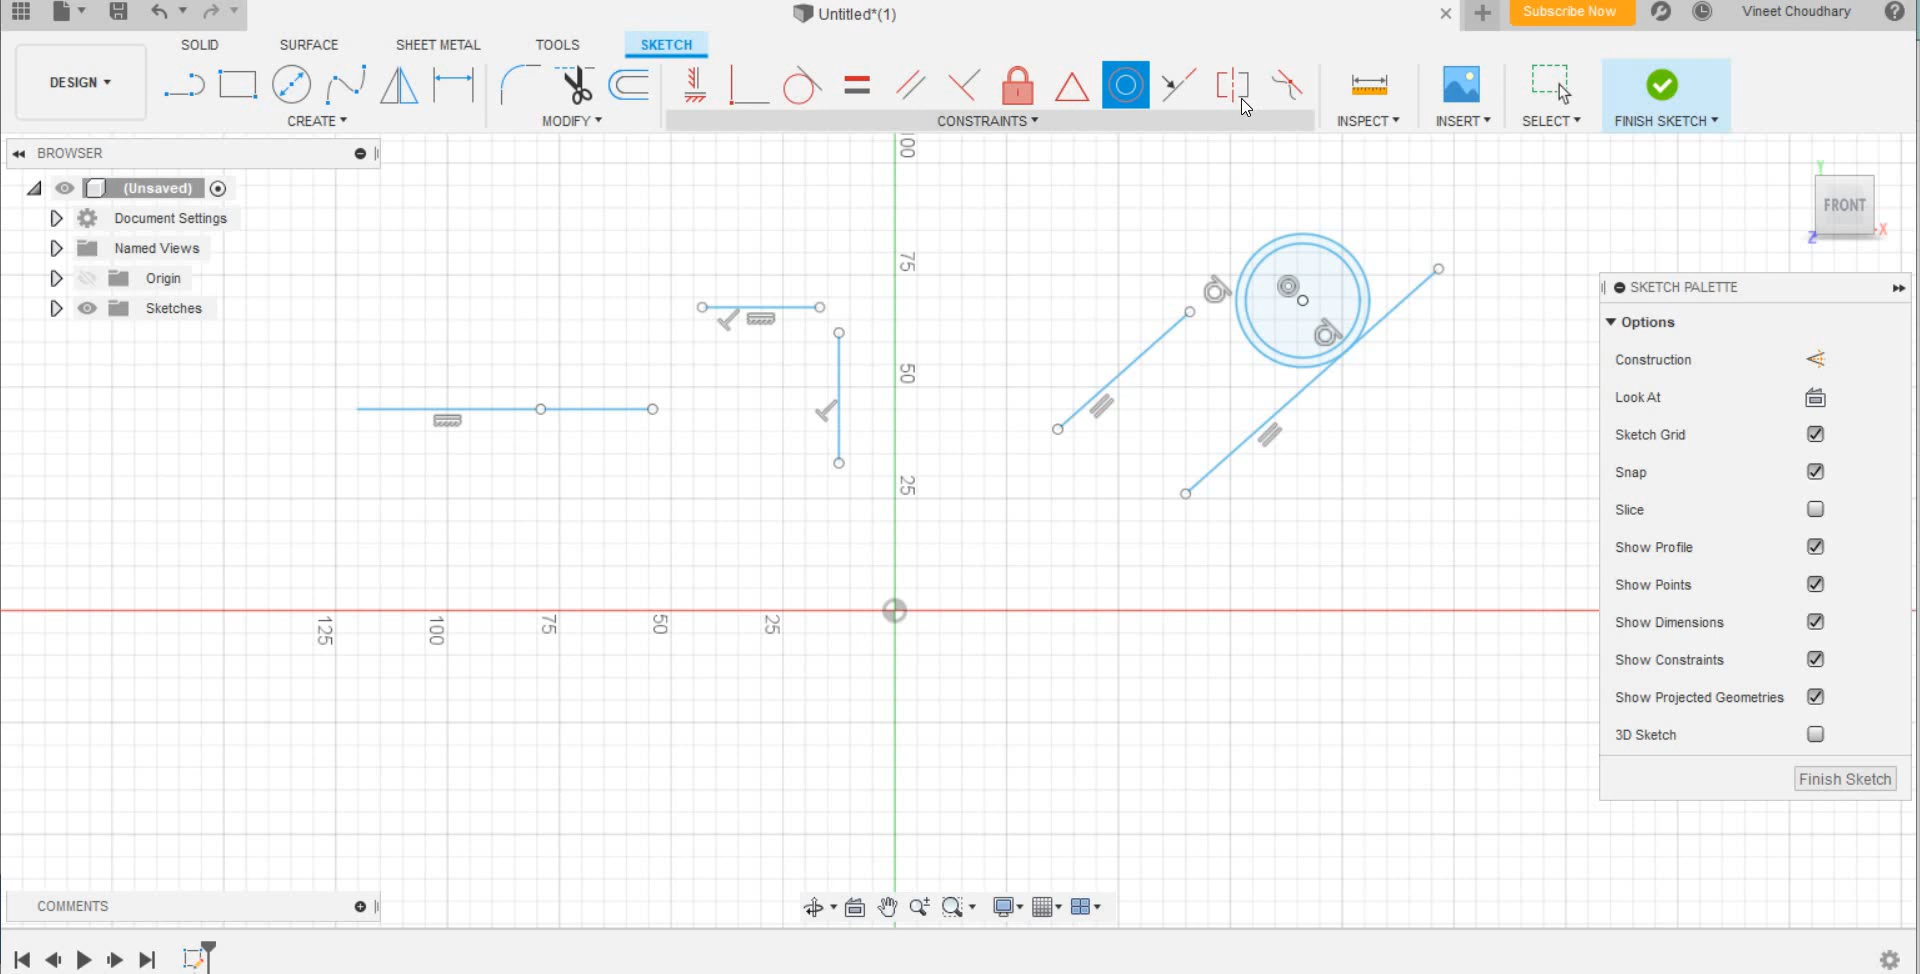 Untitled*(1)
Subscribe Now
Vineet Choudhary
SOLID
SURFACE
SHEET METAL
TOOLS
SKETCH
DESIGN
CREATE
MODIFY
CONSTRAINTS
INSPECT
INSERT
SELECT
FINISH SKETCH
BROWSER
(Unsaved)
Document Settings
Named Views
Origin
Sketches
100
75
50
25
125
100
75
50
25
Y
FRONT
X
Z
SKETCH PALETTE
Options
Construction
Look At
Sketch Grid
Snap
Slice
Show Profile
Show Points
Show Dimensions
Show Constraints
Show Projected Geometries
3D Sketch
Finish Sketch
COMMENTS